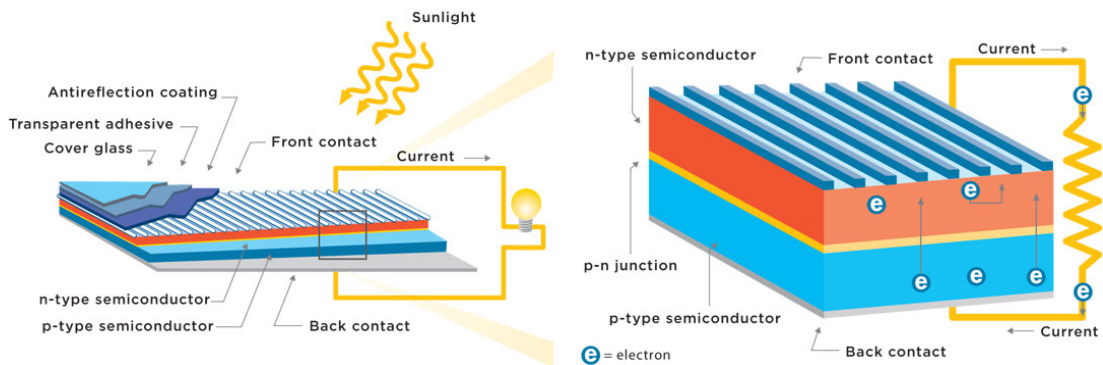 Sunlight
Antireflection coating
Transparent adhesive
Cover glass
Front contact
Current
n-type semiconductor
p-type semiconductor
Back contact
n-type semiconductor
Front contact
Current
e
e
e
e
e
e
e
p-n junction
p-type semiconductor
Back contact
Current
e = electron